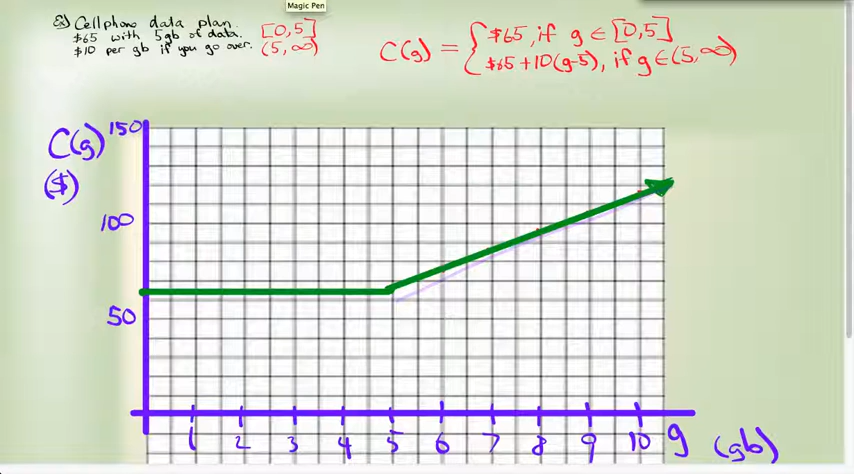 Magic Pen
Ex) Cellphone data plan.
$65 with 5gb of data. [0,5]
$10 per gb if you go over. (5,∞)
C(g) = { $65, if g ∈ [0,5]
$65+10(g-5), if g∈(5,∞)
150
C(g)
($)
100
50
1 2 3 4 5 6 7 8 9 10 g (gb)